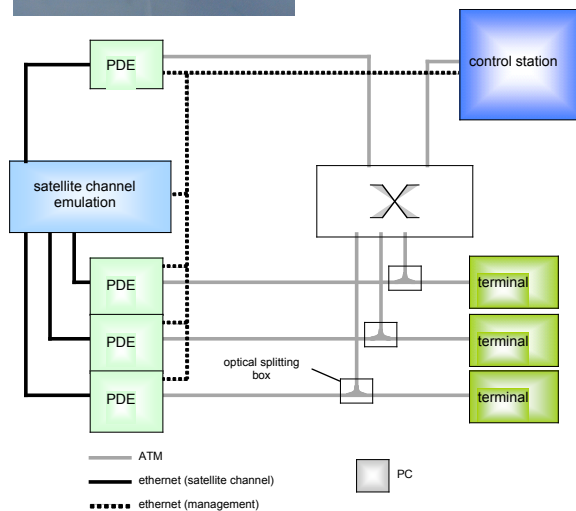 PDE
control station
satellite channel
emulation
PDE
terminal
PDE
terminal
optical splitting
box
PDE
terminal
ATM
ethernet (satellite channel)
PC
ethernet (management)